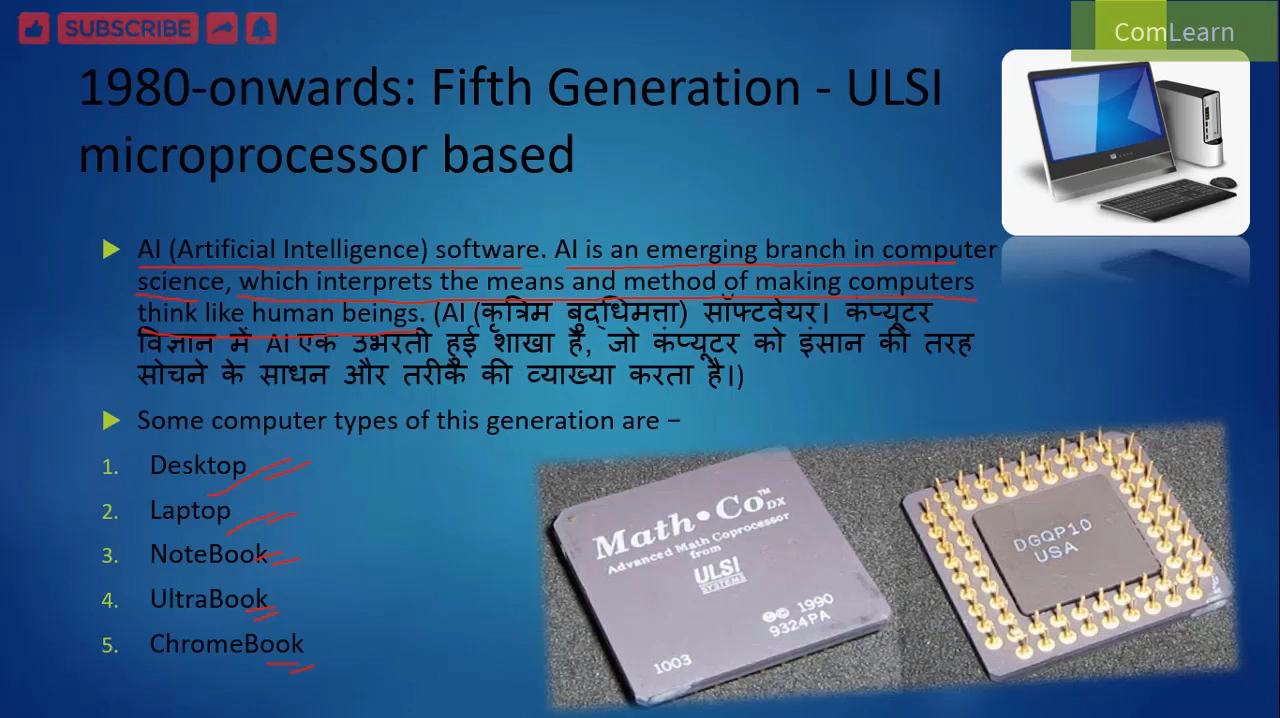 SUBSCRIBE
ComLearn
1980-onwards: Fifth Generation - ULSI
microprocessor based
AI (Artificial Intelligence) software. AI is an emerging branch in computer
science, which interprets the means and method of making computers
think like human beings. (AI (कृत्रिम बुद्धिमत्ता) सॉफ्टवेयर। कंप्यूटर
विज्ञान में AI एक उभरती हुई शाखा है, जो कंप्यूटर को इंसान की तरह
सोचने के साधन और तरीके की व्याख्या करता है।)
Some computer types of this generation are −
1. Desktop
2. Laptop
3. NoteBook
4. UltraBook
5. ChromeBook
Math•Co™DX
Advanced Math Coprocessor
from
ULSI
SYSTEMS
Ⓜ© 1990
9324PA
1003
DGQP10
USA